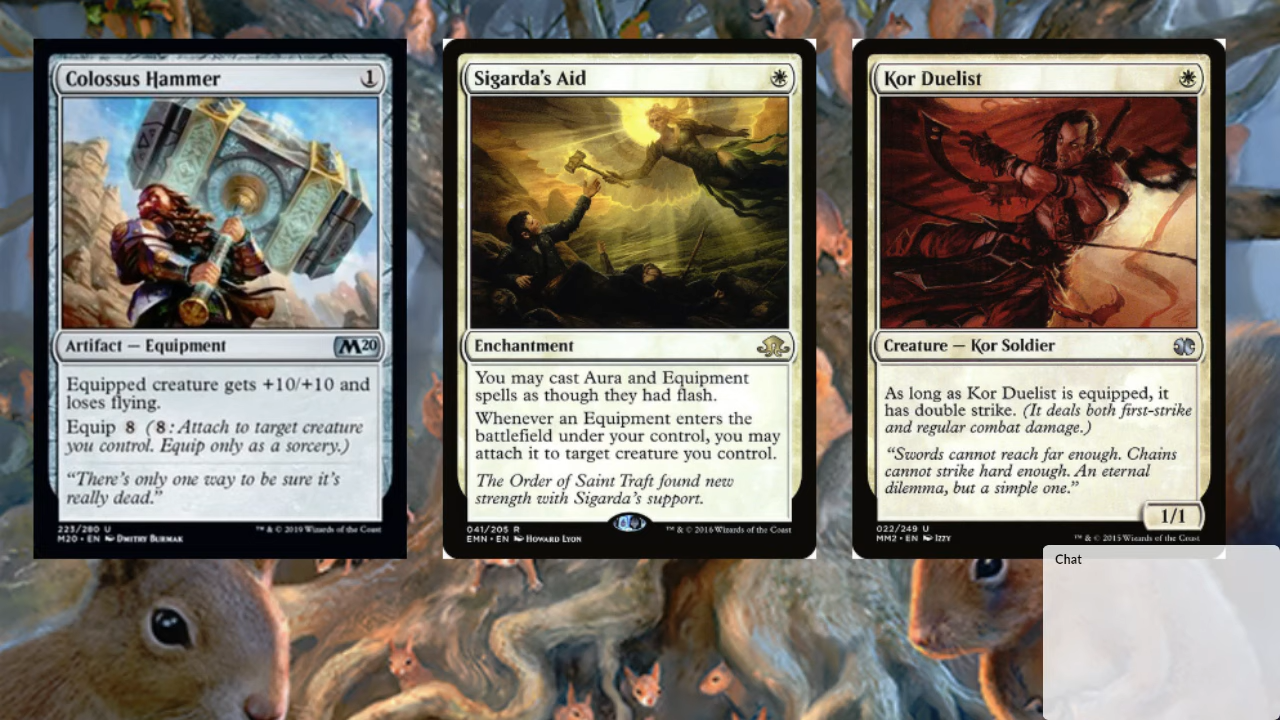 Colossus Hammer 1
Artifact — Equipment M20
Equipped creature gets +10/+10 and
loses flying.
Equip 8 (8: Attach to target creature
you control. Equip only as a sorcery.)
"There's only one way to be sure it's
really dead."
223/280 U
M20 • EN Dmitry Burmak
™ & © 2019 Wizards of the Coast
Sigarda's Aid
Enchantment
You may cast Aura and Equipment
spells as though they had flash.
Whenever an Equipment enters the
battlefield under your control, you may
attach it to target creature you control.
The Order of Saint Traft found new
strength with Sigarda's support.
041/205 R
EMN • EN Howard Lyon
™ & © 2016 Wizards of the Coast
Kor Duelist
Creature — Kor Soldier
As long as Kor Duelist is equipped, it
has double strike. (It deals both first-strike
and regular combat damage.)
"Swords cannot reach far enough. Chains
cannot strike hard enough. An eternal
dilemma, but a simple one."
1/1
022/249 U
MM2 • EN Izzy
™ & © 2015 Wizards of the Coast
Chat